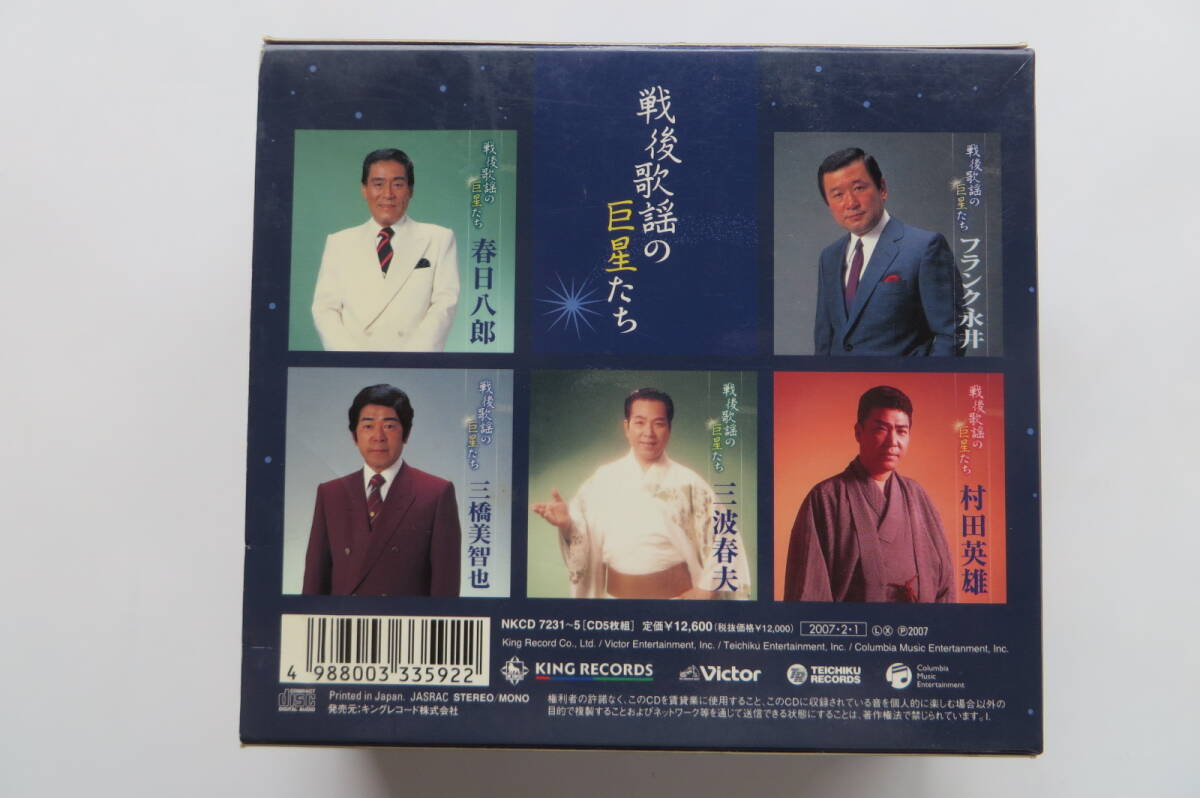 戦後歌謡の
巨星たち
戦後歌謡の
巨星たち
春日八郎
戦後歌謡の
巨星たち
フランク永井
戦後歌謡の
巨星たち
三橋美智也
戦後歌謡の
巨星たち
三波春夫
戦後歌謡の
巨星たち
村田英雄
4 988003 335922
NKCD 7231~5 [CD5枚組] 定価¥12,600 (税抜価格¥12,000) 2007・2・1 Ⓛ Ⓧ Ⓟ2007
King Record Co., Ltd. / Victor Entertainment, Inc. / Teichiku Entertainment, Inc. / Columbia Music Entertanment, Inc.
KING RECORDS
Victor
TEICHIKU
RECORDS
Columbia
Music
Entertainment
COMPACT
disc
DIGITAL AUDIO
Printed in Japan. JASRAC STEREO/MONO
発売元:キングレコード株式会社
権利者の許諾なく、このCDを賃貸業に使用すること、このCDに収録されている音を個人的に楽しむ場合以外の
目的で複製することおよびネットワーク等を通じて送信できる状態にすることは、著作権法で禁じられています。I.